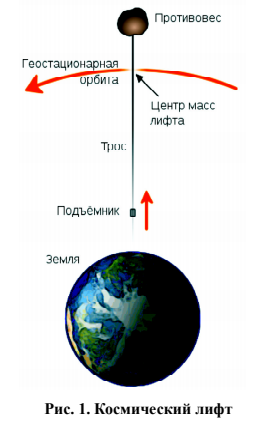 Противовес
Геостационарная
орбита
Центр масс
лифта
Трос
Подъёмник
Земля
Рис. 1. Космический лифт